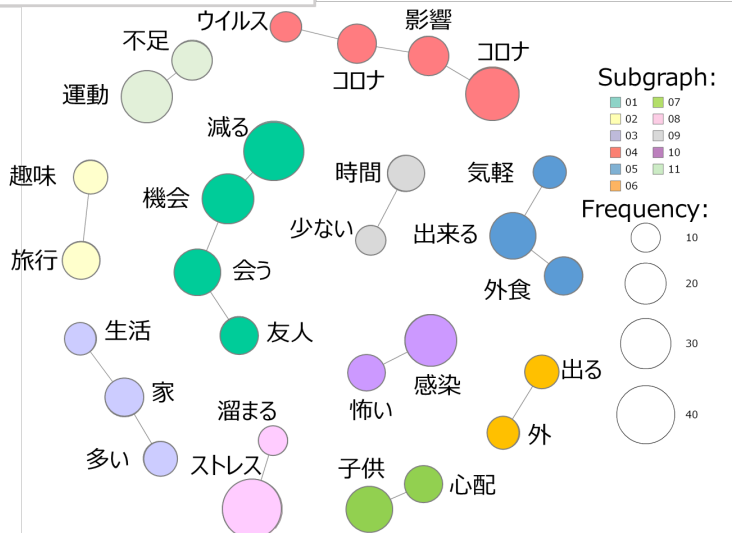 ウイルス
影響
不足
コロナ
コロナ
運動
Subgraph:
01 07
02 08
03 09
04 10
05 11
06
減る
趣味
機会
時間
気軽
少ない
出来る
Frequency:
10
旅行
会う
外食
20
生活
友人
30
家
感染
出る
怖い
溜まる
40
多い
外
ストレス
子供
心配